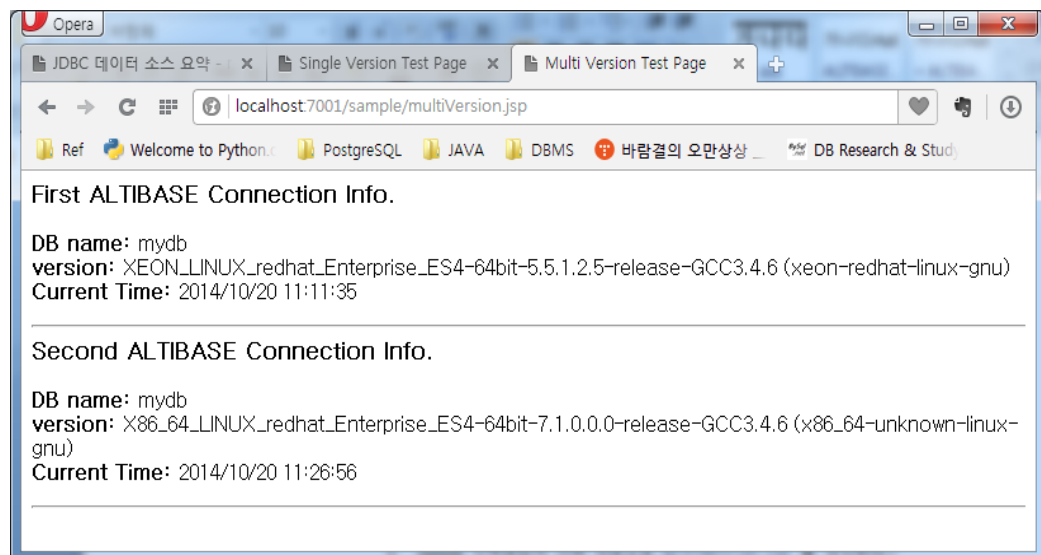 Opera
JDBC 데이터 소스 요약 -
Single Version Test Page
Multi Version Test Page
localhost:7001/sample/multiVersion.jsp
Ref Welcome to Python. PostgreSQL JAVA DBMS 바람결의 오만상상 _ DB Research & Study
First ALTIBASE Connection Info.
DB name: mydb
version: XEON_LINUX_redhat_Enterprise_ES4-64bit-5.5.1.2.5-release-GCC3.4.6 (xeon-redhat-linux-gnu)
Current Time: 2014/10/20 11:11:35
Second ALTIBASE Connection Info.
DB name: mydb
version: X86_64_LINUX_redhat_Enterprise_ES4-64bit-7.1.0.0.0-release-GCC3.4.6 (x86_64-unknown-linux-
gnu)
Current Time: 2014/10/20 11:26:56